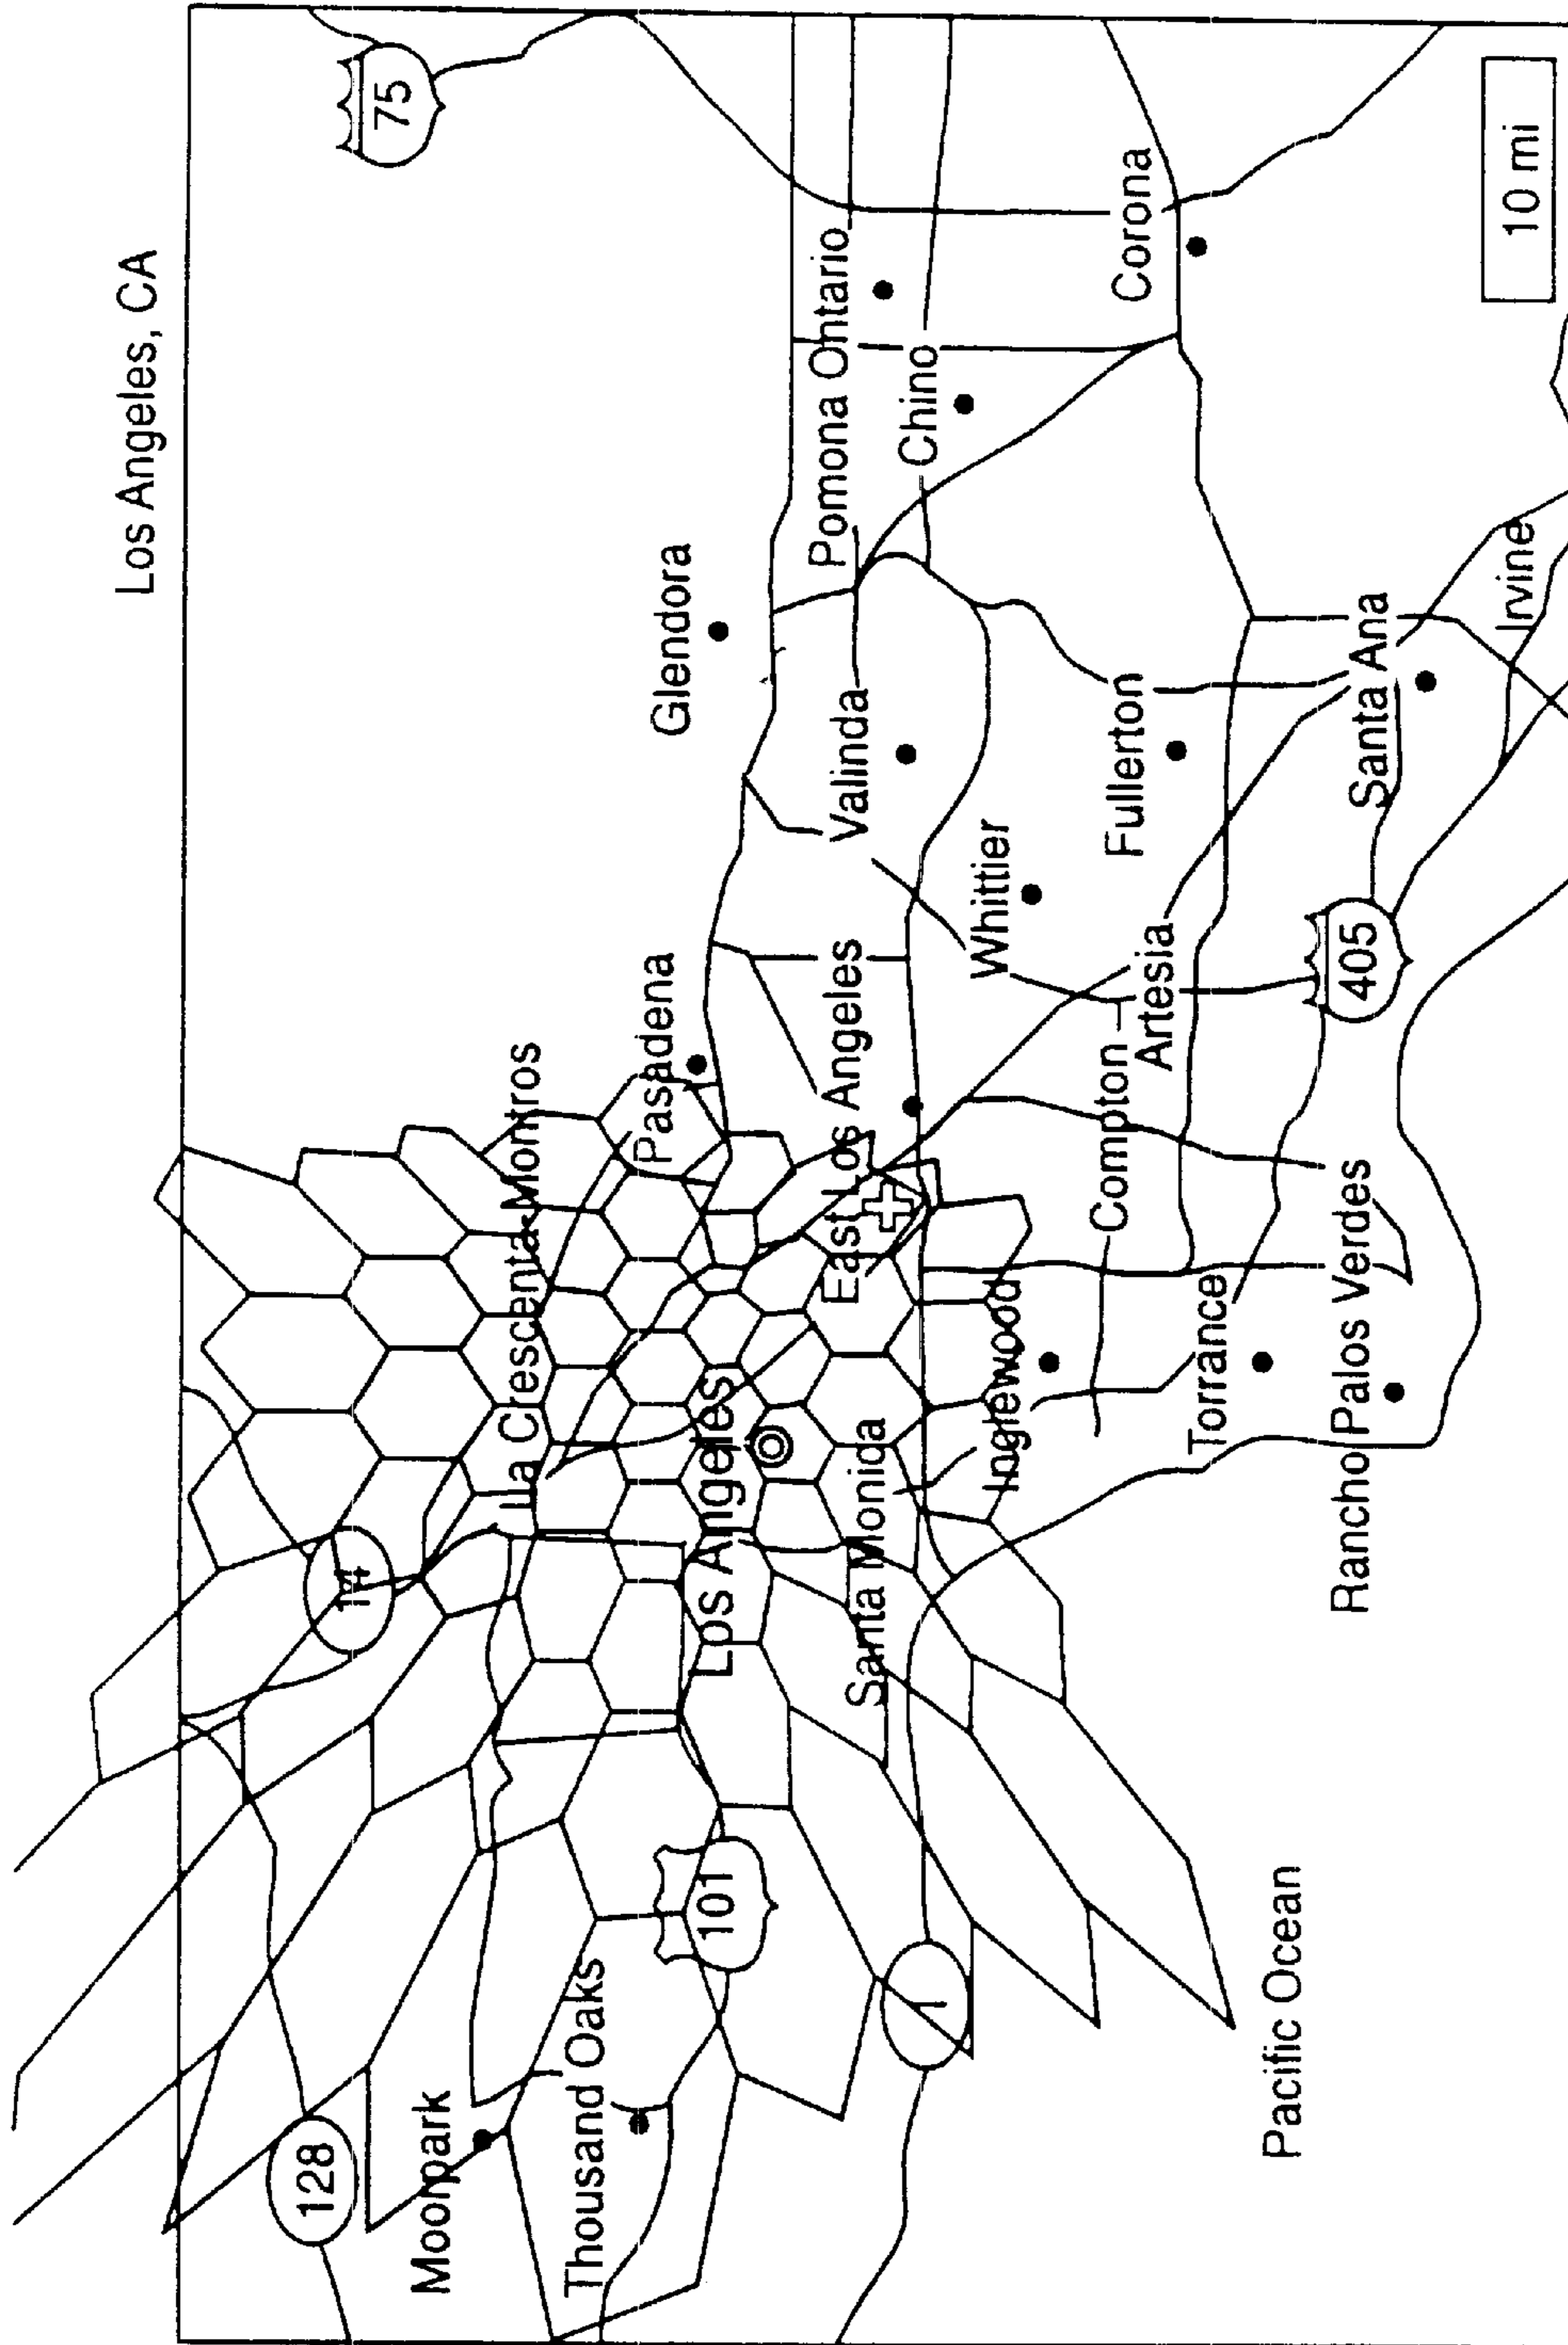 Los Angeles, CA
75
14
128
Moonpark
La Crescenta-Montros
Thousand Oaks
Pasadena
Glendora
101
Los Angeles
Santa Monida
East Los Angeles
Valinda
Pomona Ontario
Chino
1
Inglewood
Whittier
Compton
Artesia
Fullerton
Corona
Torrance
Pacific Ocean
Rancho Palos Verdes
405
Santa Ana
Irvine
10 mi